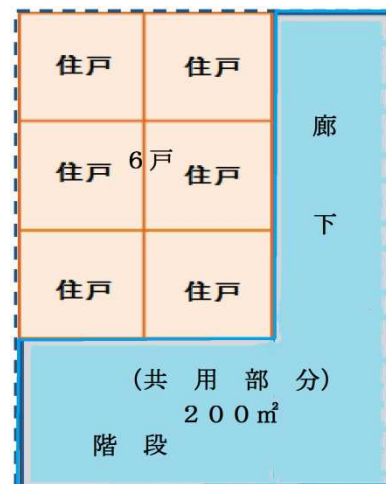 住戸 住戸
廊
住戸 6戸 住戸
下
住戸 住戸
(共 用 部 分)
200㎡
階 段